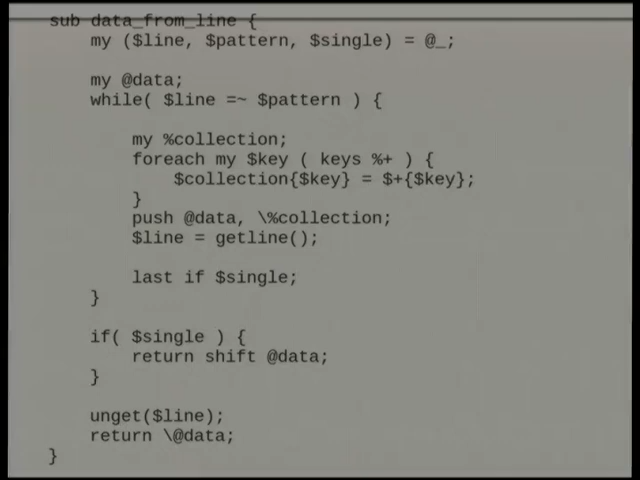 sub data_from_line {
my ($line, $pattern, $single) = @_;
my @data;
while( $line =~ $pattern ) {
my %collection;
foreach my $key ( keys %+ ) {
$collection{$key} = $+{$key};
}
push @data, \%collection;
$line = getline();
last if $single;
}
if( $single ) {
return shift @data;
}
unget($line);
return \@data;
}